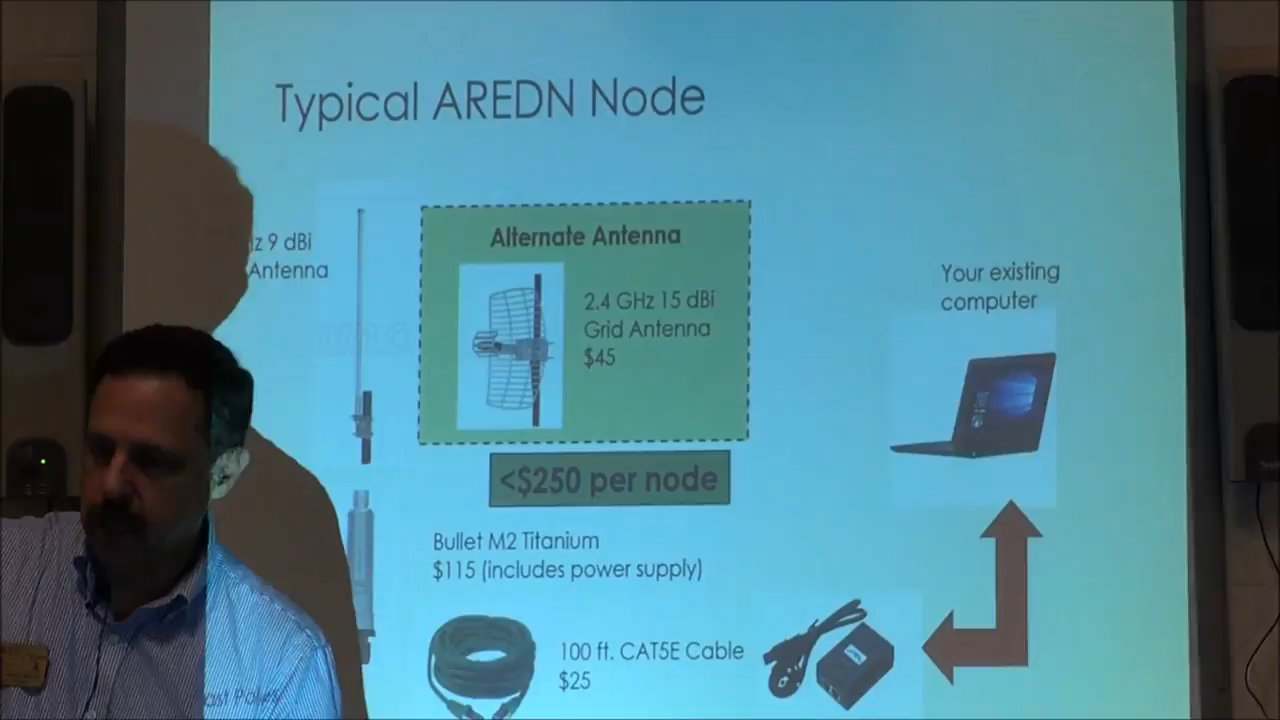 Typical AREDN Node
9 dBi
Antenna
Alternate Antenna
2.4 GHz 15 dBi
Grid Antenna
$45
Your existing
computer
<$250 per node
Bullet M2 Titanium
$115 (includes power supply)
100 ft. CAT5E Cable
$25